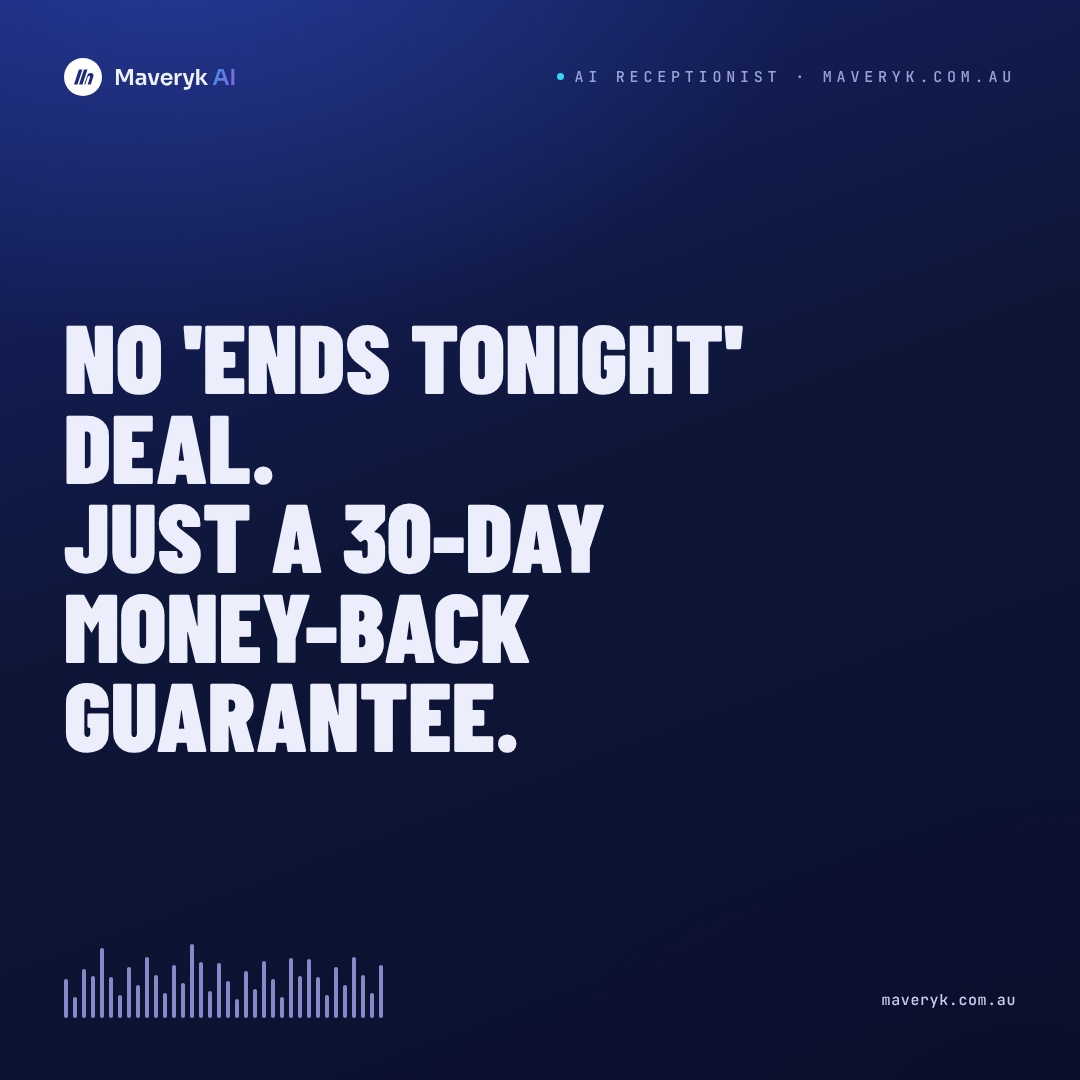 Maveryk AI
AI RECEPTIONIST · MAVERYK.COM.AU
NO 'ENDS TONIGHT'
DEAL.
JUST A 30-DAY
MONEY-BACK
GUARANTEE.
maveryk.com.au